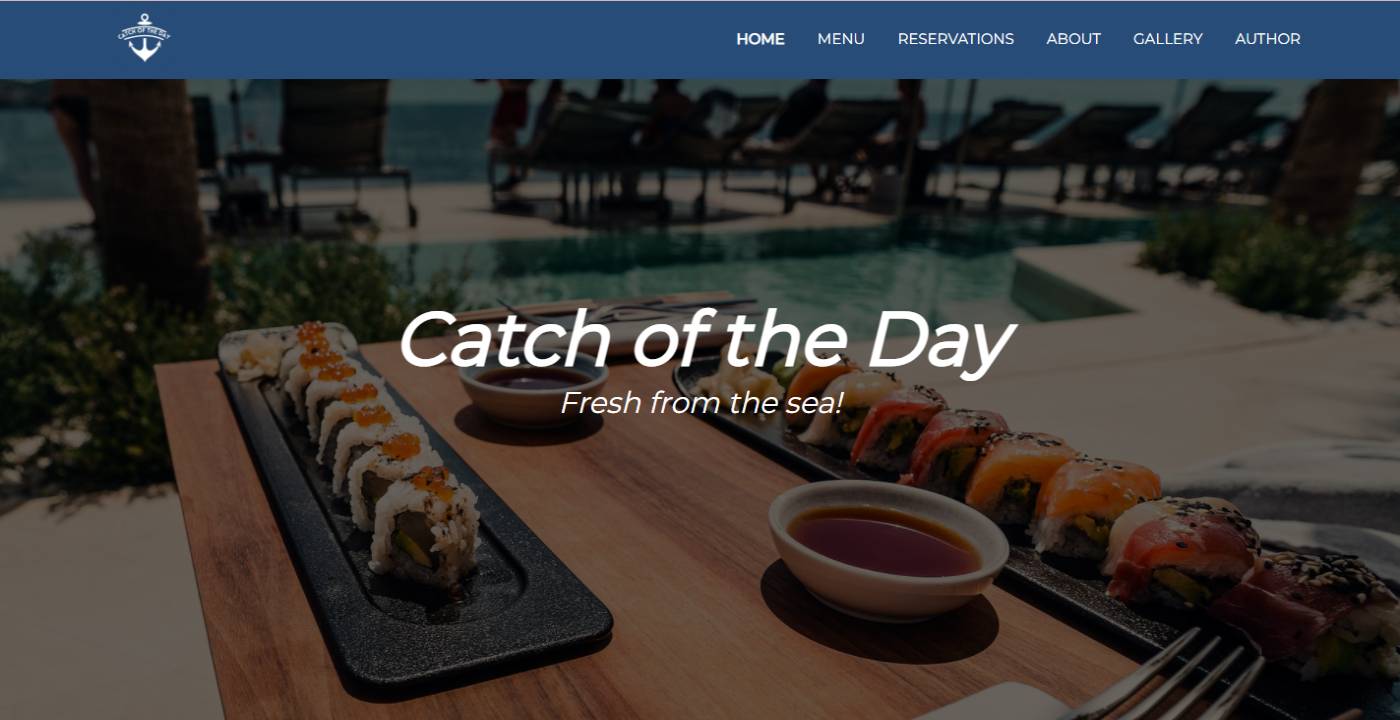 CATCH OF THE DAY
HOME MENU RESERVATIONS ABOUT GALLERY AUTHOR
Catch of the Day
Fresh from the sea!